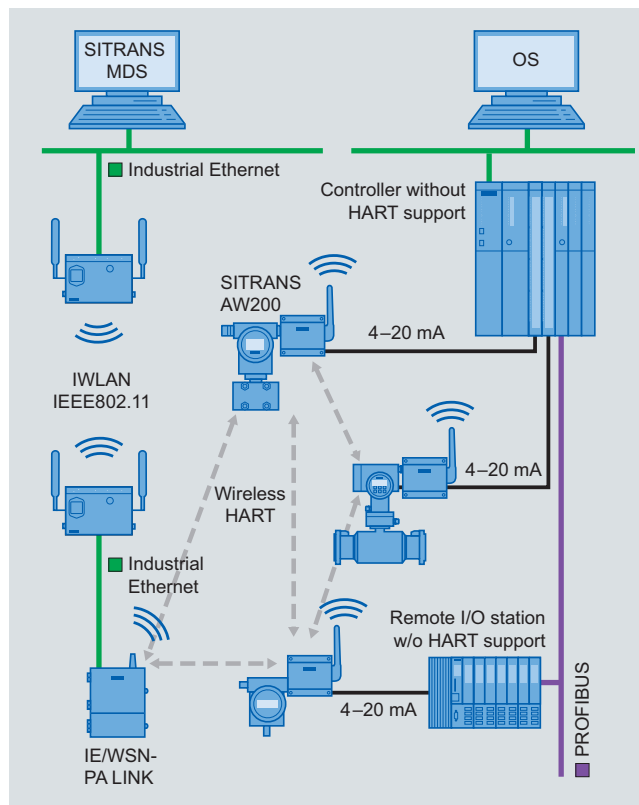 SITRANS
MDS
OS
Industrial Ethernet
Controller without
HART support
SITRANS
AW200
4–20 mA
IWLAN
IEEE802.11
4–20 mA
Wireless
HART
Industrial
Ethernet
Remote I/O station
w/o HART support
4–20 mA
IE/WSN-
PA LINK
PROFIBUS